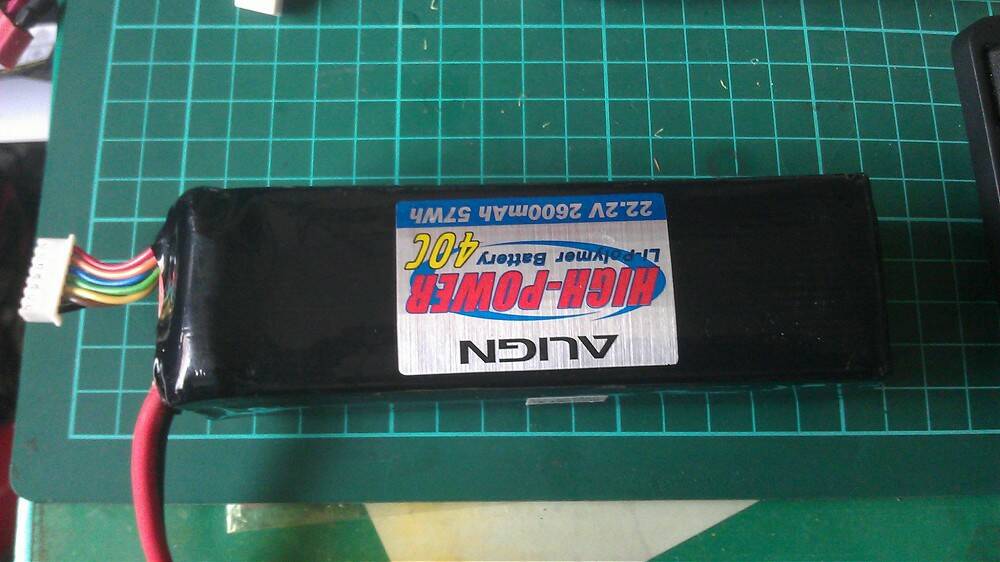 ALIGN
HIGH-POWER
Li-Polymer Battery 40C
22.2V 2600mAh 57Wh